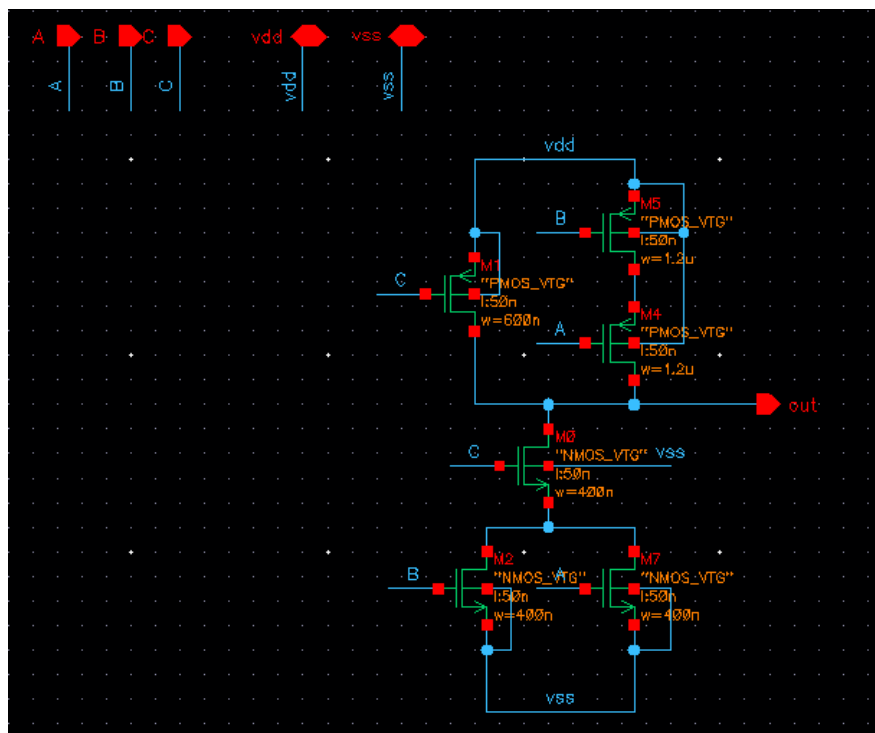 A B C vdd vss
A B C vdd vss
vdd
M5
B "PMOS_VTG"
l:50n
w=1.2u
M1
C "PMOS_VTG"
l:50n
w=600n
M4
A "PMOS_VTG"
l:50n
w=1.2u
out
M0
C "NMOS_VTG" vss
l:50n
w=400n
M2 M7
B "NMOS_VTG" A "NMOS_VTG"
l:50n l:50n
w=400n w=400n
vss